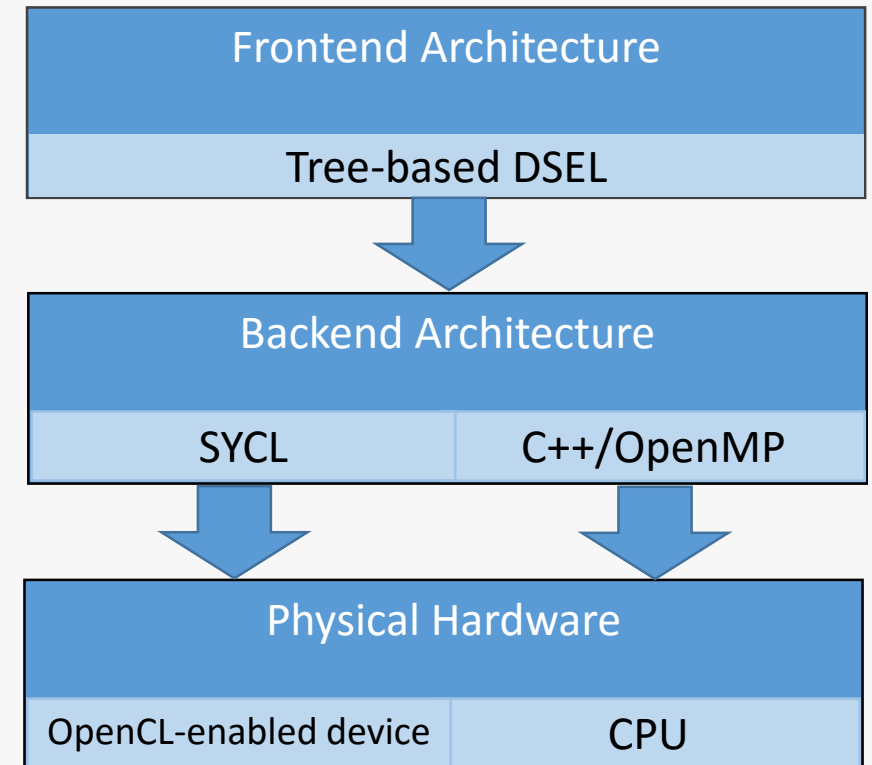 Frontend Architecture
Tree-based DSEL
Backend Architecture
SYCL
C++/OpenMP
Physical Hardware
OpenCL-enabled device
CPU